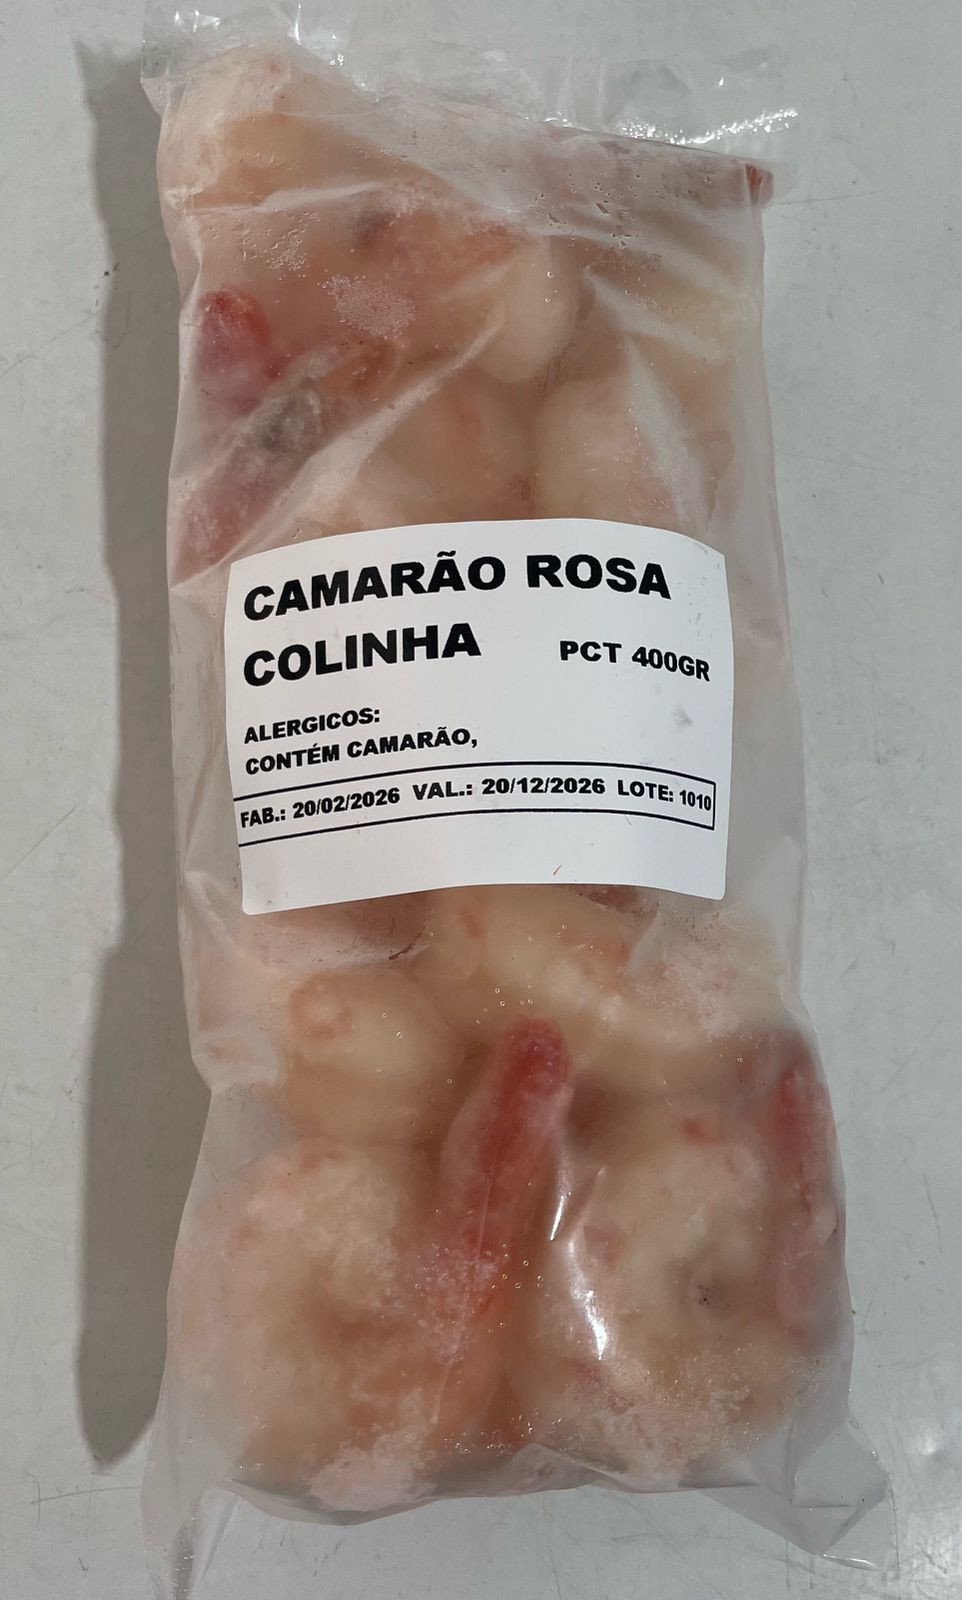 CAMARÃO ROSA
COLINHA PCT 400GR
ALERGICOS:
CONTÉM CAMARÃO,
FAB.: 20/02/2026 VAL.: 20/12/2026 LOTE: 1010